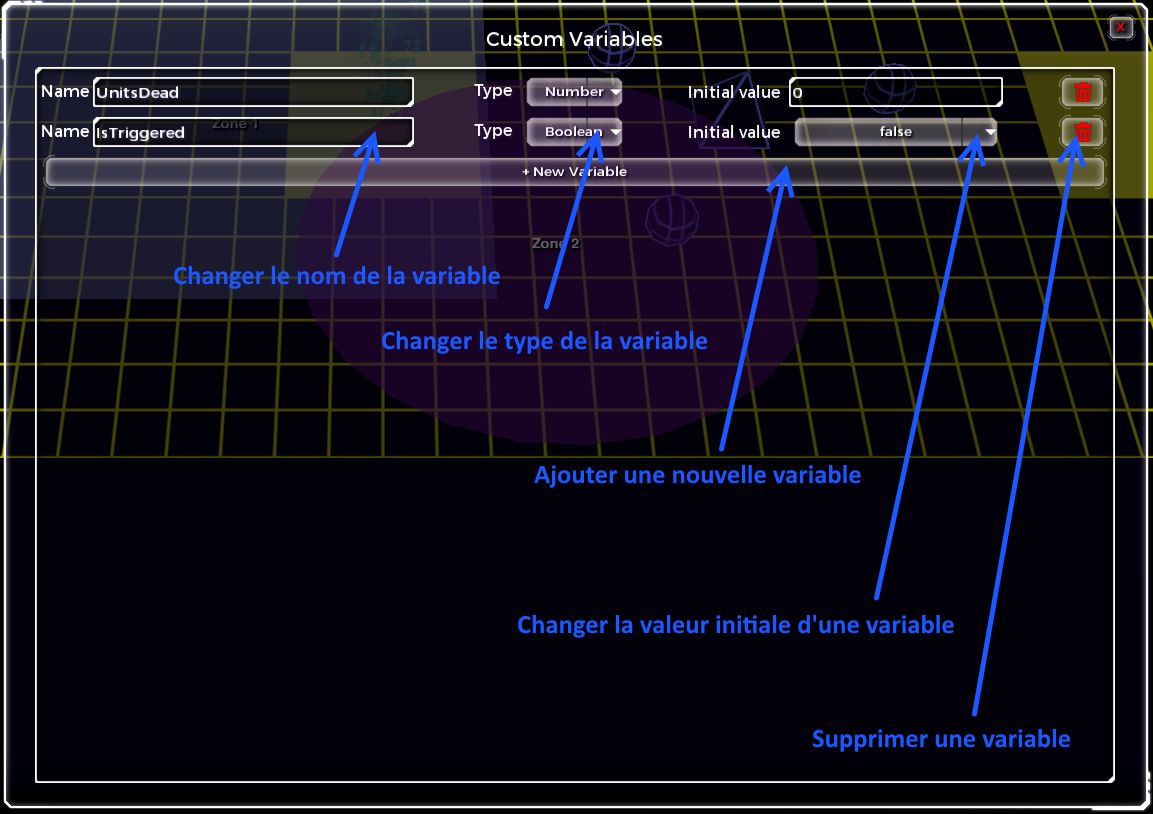 Custom Variables
X
Name UnitsDead Type Number Initial value 0
Name IsTriggered Type Boolean Initial value false
Zone 1
+ New Variable
Zone 2
Changer le nom de la variable
Changer le type de la variable
Ajouter une nouvelle variable
Changer la valeur initiale d'une variable
Supprimer une variable